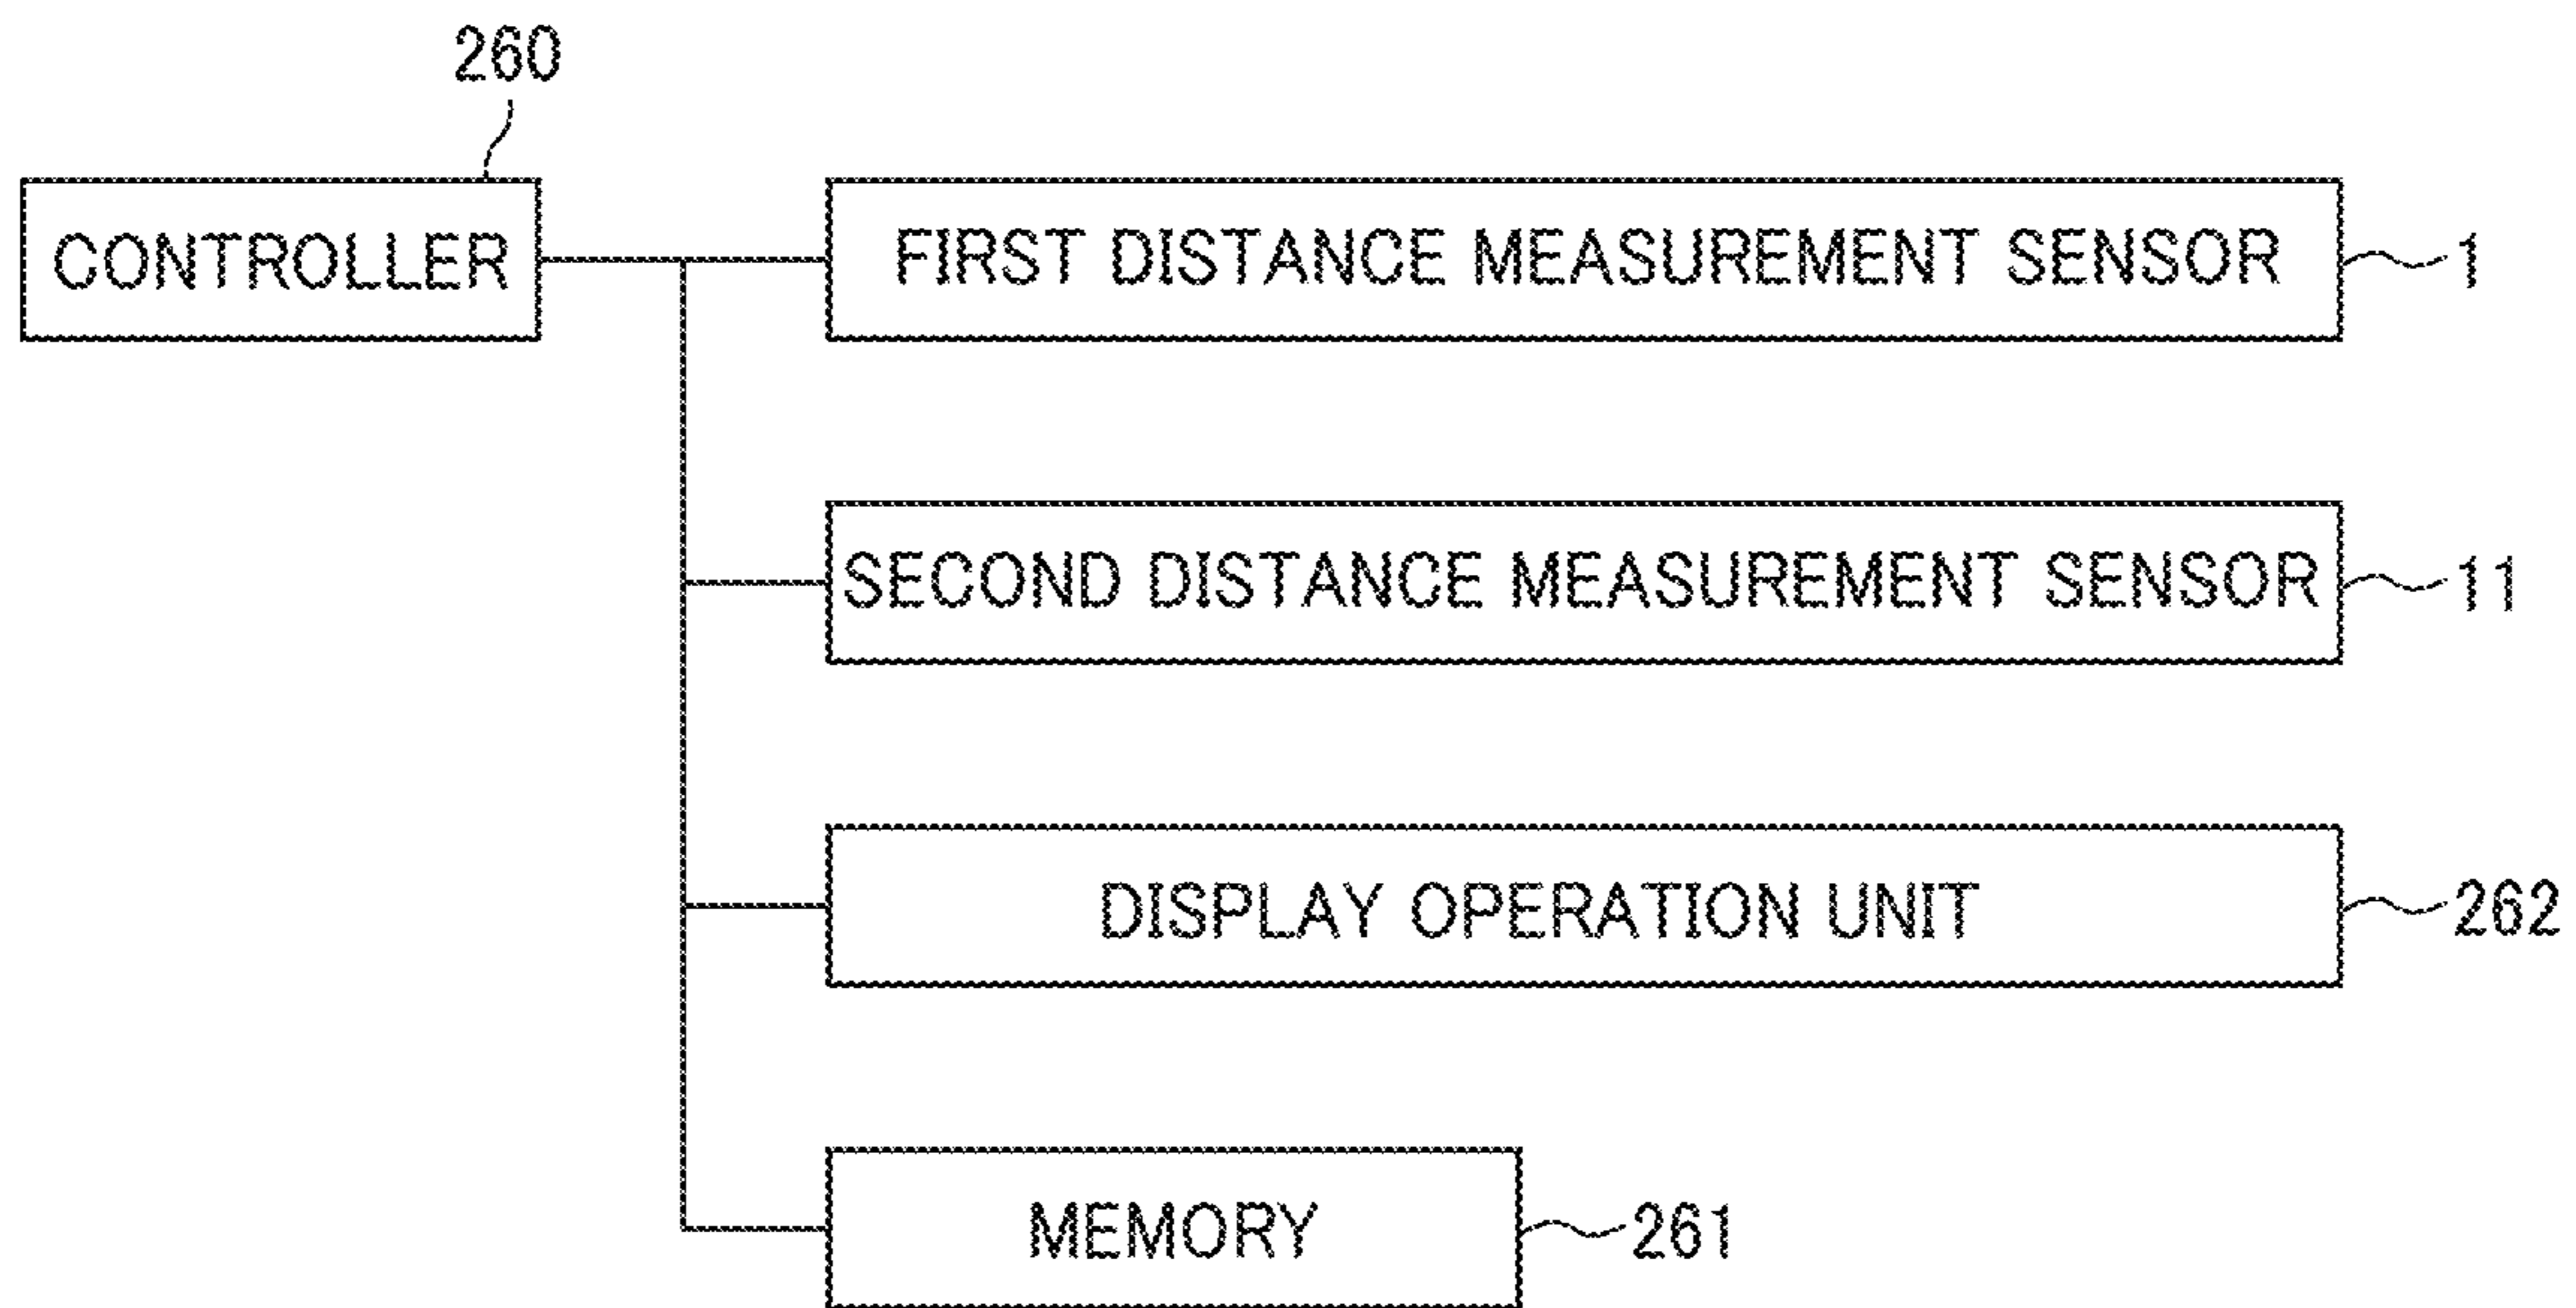 260
CONTROLLER
FIRST DISTANCE MEASUREMENT SENSOR
1
SECOND DISTANCE MEASUREMENT SENSOR
11
DISPLAY OPERATION UNIT
262
MEMORY
261